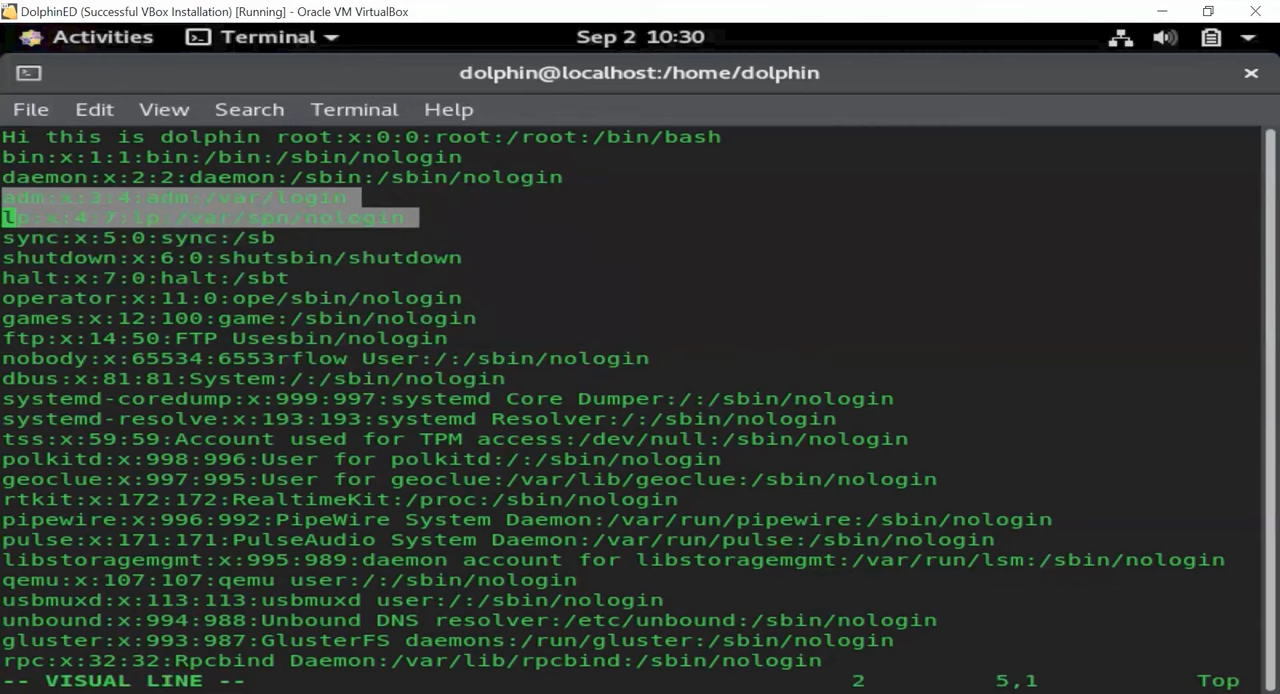 DolphinED (Successful VBox Installation) [Running] - Oracle VM VirtualBox
Activities Terminal Sep 2 10:30
dolphin@localhost:/home/dolphin
File Edit View Search Terminal Help
Hi this is dolphin root:x:0:0:root:/root:/bin/bash
bin:x:1:1:bin:/bin:/sbin/nologin
daemon:x:2:2:daemon:/sbin:/sbin/nologin
adm:x:3:4:adm:/var/login
lp:x:4:7:lp:/var/spn/nologin
sync:x:5:0:sync:/sb
shutdown:x:6:0:shutsbin/shutdown
halt:x:7:0:halt:/sbt
operator:x:11:0:ope/sbin/nologin
games:x:12:100:game:/sbin/nologin
ftp:x:14:50:FTP Usesbin/nologin
nobody:x:65534:6553rflow User:/:/sbin/nologin
dbus:x:81:81:System:/:/sbin/nologin
systemd-coredump:x:999:997:systemd Core Dumper:/:/sbin/nologin
systemd-resolve:x:193:193:systemd Resolver:/:/sbin/nologin
tss:x:59:59:Account used for TPM access:/dev/null:/sbin/nologin
polkitd:x:998:996:User for polkitd:/:/sbin/nologin
geoclue:x:997:995:User for geoclue:/var/lib/geoclue:/sbin/nologin
rtkit:x:172:172:RealtimeKit:/proc:/sbin/nologin
pipewire:x:996:992:PipeWire System Daemon:/var/run/pipewire:/sbin/nologin
pulse:x:171:171:PulseAudio System Daemon:/var/run/pulse:/sbin/nologin
libstoragemgmt:x:995:989:daemon account for libstoragemgmt:/var/run/lsm:/sbin/nologin
qemu:x:107:107:qemu user:/:/sbin/nologin
usbmuxd:x:113:113:usbmuxd user:/:/sbin/nologin
unbound:x:994:988:Unbound DNS resolver:/etc/unbound:/sbin/nologin
gluster:x:993:987:GlusterFS daemons:/run/gluster:/sbin/nologin
rpc:x:32:32:Rpcbind Daemon:/var/lib/rpcbind:/sbin/nologin
-- VISUAL LINE -- 2 5,1 Top